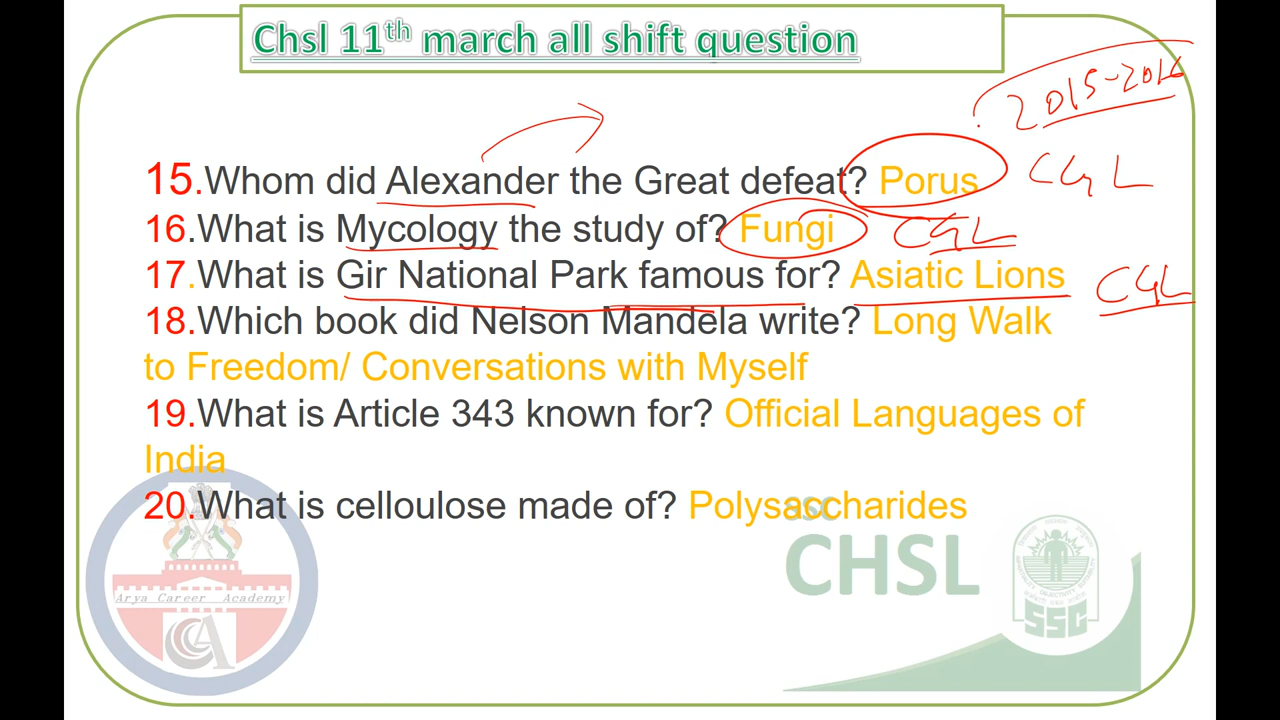 Chsl 11th march all shift question
2015-2016
15.Whom did Alexander the Great defeat? Porus CGL
16.What is Mycology the study of? Fungi CGL
17.What is Gir National Park famous for? Asiatic Lions CGL
18.Which book did Nelson Mandela write? Long Walk
to Freedom/ Conversations with Myself
19.What is Article 343 known for? Official Languages of
India
20.What is celloulose made of? Polysaccharides
SSC
CHSL
Arya Career Academy
CCA
SSC